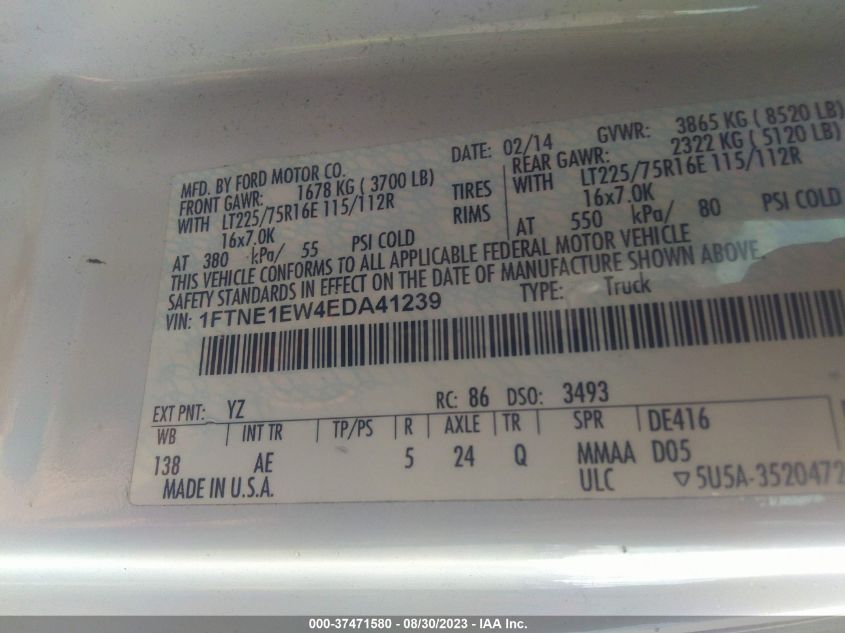 MFD. BY FORD MOTOR CO.
DATE: 02/14 GVWR: 3865 KG ( 8520 LB)
FRONT GAWR: 1678 KG ( 3700 LB)
REAR GAWR: 2322 KG ( 5120 LB)
WITH LT225/75R16E 115/112R TIRES
WITH LT225/75R16E 115/112R
16x7.0K RIMS
16x7.0K
AT 380 kPa/ 55 PSI COLD
AT 550 kPa/ 80 PSI COLD
THIS VEHICLE CONFORMS TO ALL APPLICABLE FEDERAL MOTOR VEHICLE
SAFETY STANDARDS IN EFFECT ON THE DATE OF MANUFACTURE SHOWN ABOVE.
VIN: 1FTNE1EW4EDA41239 TYPE: Truck
EXT PNT: YZ RC: 86 DSO: 3493
WB INT TR TP/PS R AXLE TR SPR DE416
138 AE 5 24 Q MMAA D05
MADE IN U.S.A. ULC ▽5U5A-3520472
000-37471580 - 08/30/2023 - IAA Inc.